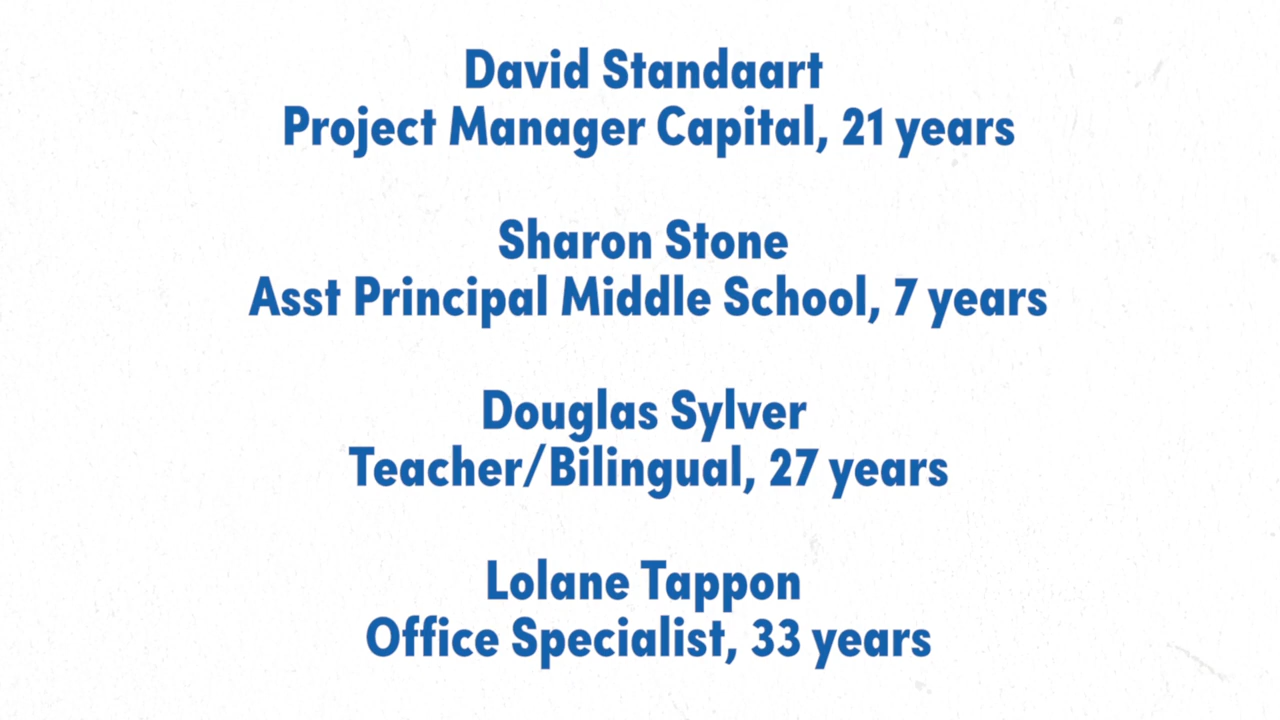 David Standaart
Project Manager Capital, 21 years
Sharon Stone
Asst Principal Middle School, 7 years
Douglas Sylver
Teacher/Bilingual, 27 years
Lolane Tappon
Office Specialist, 33 years